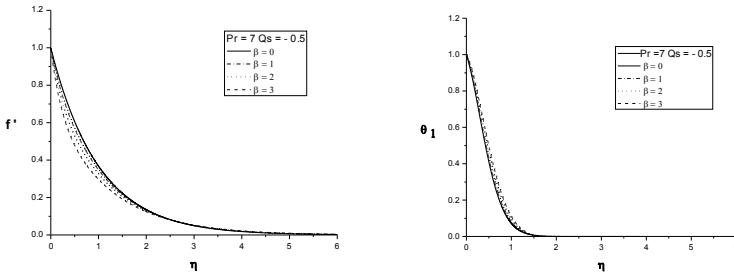 1.2
1.0
0.8
0.6
0.4
0.2
0.0
f'
0 1 2 3 4 5 6
η
Pr = 7 Qs = - 0.5
β = 0
β = 1
β = 2
β = 3
1.2
1.0
0.8
0.6
0.4
0.2
0.0
θ 1
0 1 2 3 4 5
η
Pr =7 Qs = - 0.5
β = 0
β = 1
β = 2
β = 3